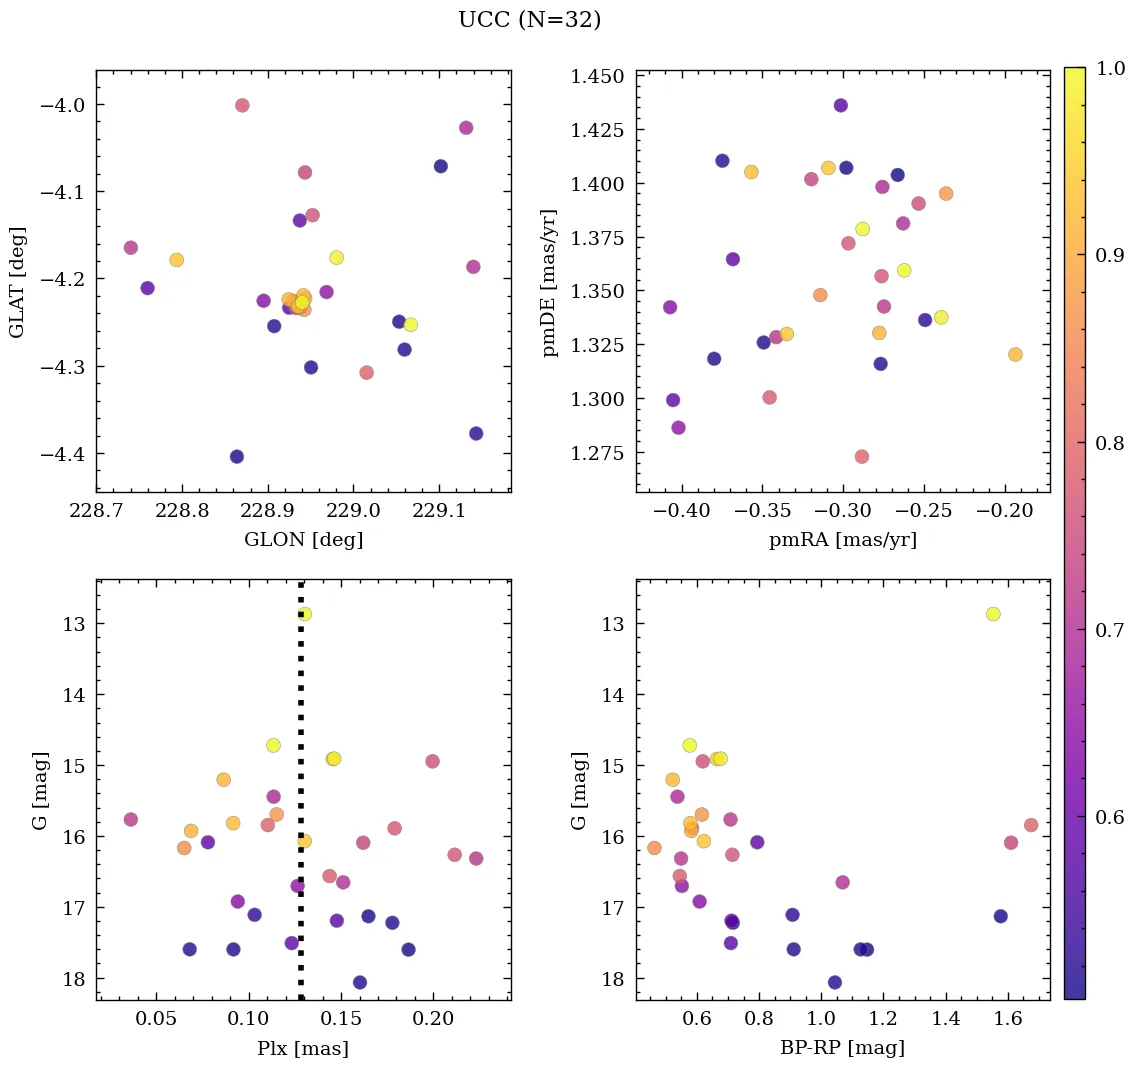 UCC (N=32)
−4.0
−4.1
−4.2
−4.3
−4.4
GLAT [deg]
228.7 228.8 228.9 229.0 229.1
GLON [deg]
1.450
1.425
1.400
1.375
1.350
1.325
1.300
1.275
pmDE [mas/yr]
−0.40 −0.35 −0.30 −0.25 −0.20
pmRA [mas/yr]
13
14
15
16
17
18
G [mag]
0.05 0.10 0.15 0.20
Plx [mas]
13
14
15
16
17
18
G [mag]
0.6 0.8 1.0 1.2 1.4 1.6
BP-RP [mag]
1.0
0.9
0.8
0.7
0.6